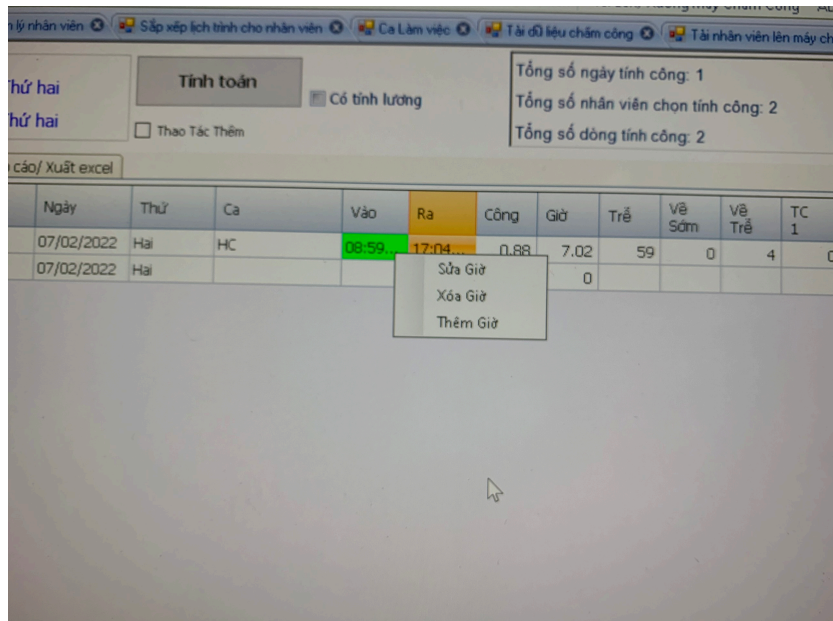 lý nhân viên Sắp xếp lịch trình cho nhân viên Ca Làm việc Tải dữ liệu chấm công Tải nhân viên lên máy ch
Thứ hai
Thứ hai
Tính toán
Có tính lương
Thao Tác Thêm
Tổng số ngày tính công: 1
Tổng số nhân viên chọn tính công: 2
Tổng số dòng tính công: 2
cáo/ Xuất excel
Ngày Thứ Ca Vào Ra Công Giờ Trễ Về Sớm Về Trễ TC 1
07/02/2022 Hai HC 08:59... 17:04... 0.88 7.02 59 0 4 0
07/02/2022 Hai 0
Sửa Giờ
Xóa Giờ
Thêm Giờ